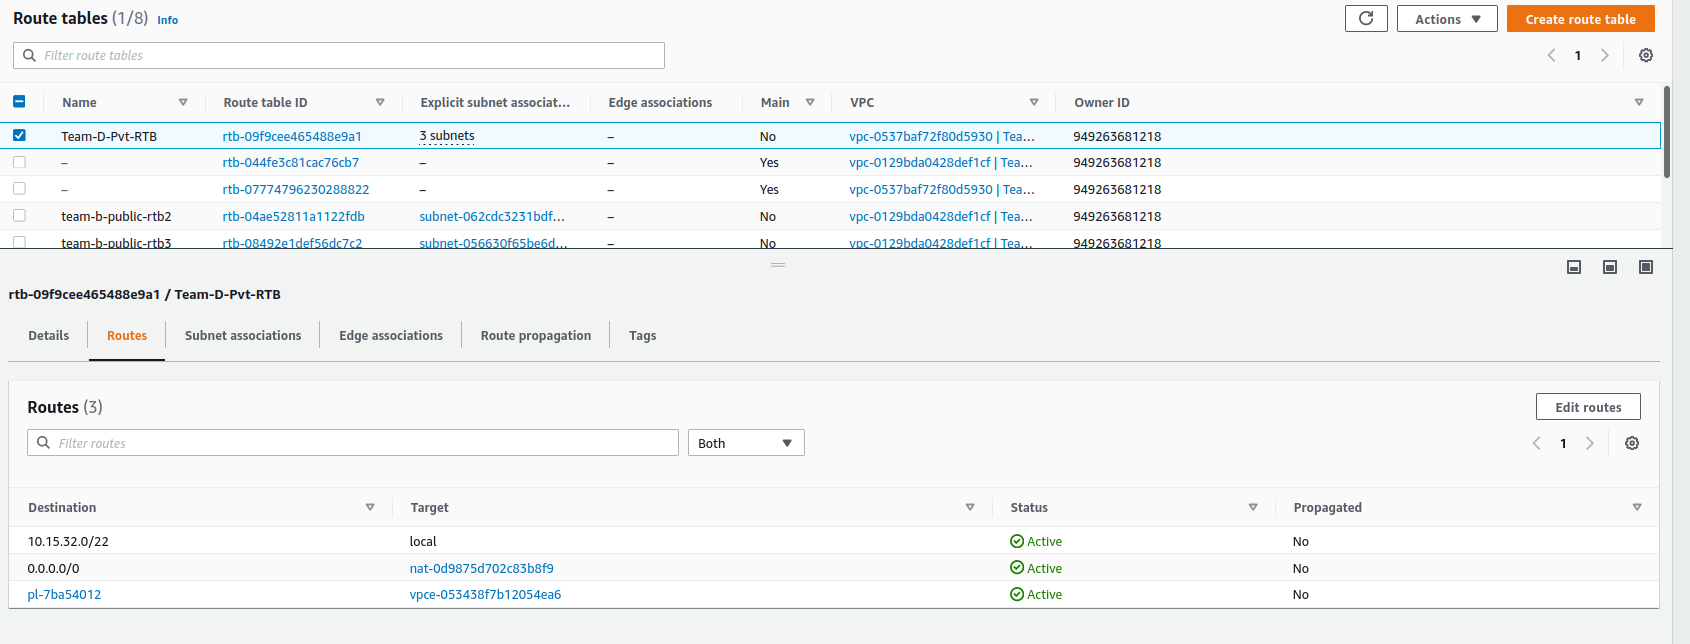 Route tables (1/8) Info
Actions
Create route table
Filter route tables
1
Name Route table ID Explicit subnet associat... Edge associations Main VPC Owner ID
Team-D-Pvt-RTB rtb-09f9cee465488e9a1 3 subnets – No vpc-0537baf72f80d5930 | Tea... 949263681218
– rtb-044fe3c81cac76cb7 – – Yes vpc-0129bda0428def1cf | Tea... 949263681218
– rtb-07774796230288822 – – Yes vpc-0537baf72f80d5930 | Tea... 949263681218
team-b-public-rtb2 rtb-04ae52811a1122fdb subnet-062cdc3231bdf... – No vpc-0129bda0428def1cf | Tea... 949263681218
team-b-public-rtb3 rtb-08492e1def56dc7c2 subnet-056630f65be6d... – No vpc-0129bda0428def1cf | Tea... 949263681218
rtb-09f9cee465488e9a1 / Team-D-Pvt-RTB
Details Routes Subnet associations Edge associations Route propagation Tags
Routes (3)
Edit routes
Filter routes
Both
1
Destination Target Status Propagated
10.15.32.0/22 local Active No
0.0.0.0/0 nat-0d9875d702c83b8f9 Active No
pl-7ba54012 vpce-053438f7b12054ea6 Active No